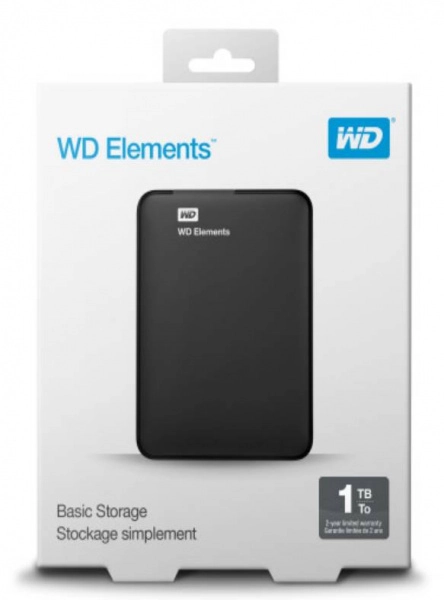 WD Elements™
WD®
WD
WD Elements
Basic Storage
Stockage simplement
1 TB
To
2-year limited warranty
Garantie limitée de 2 ans